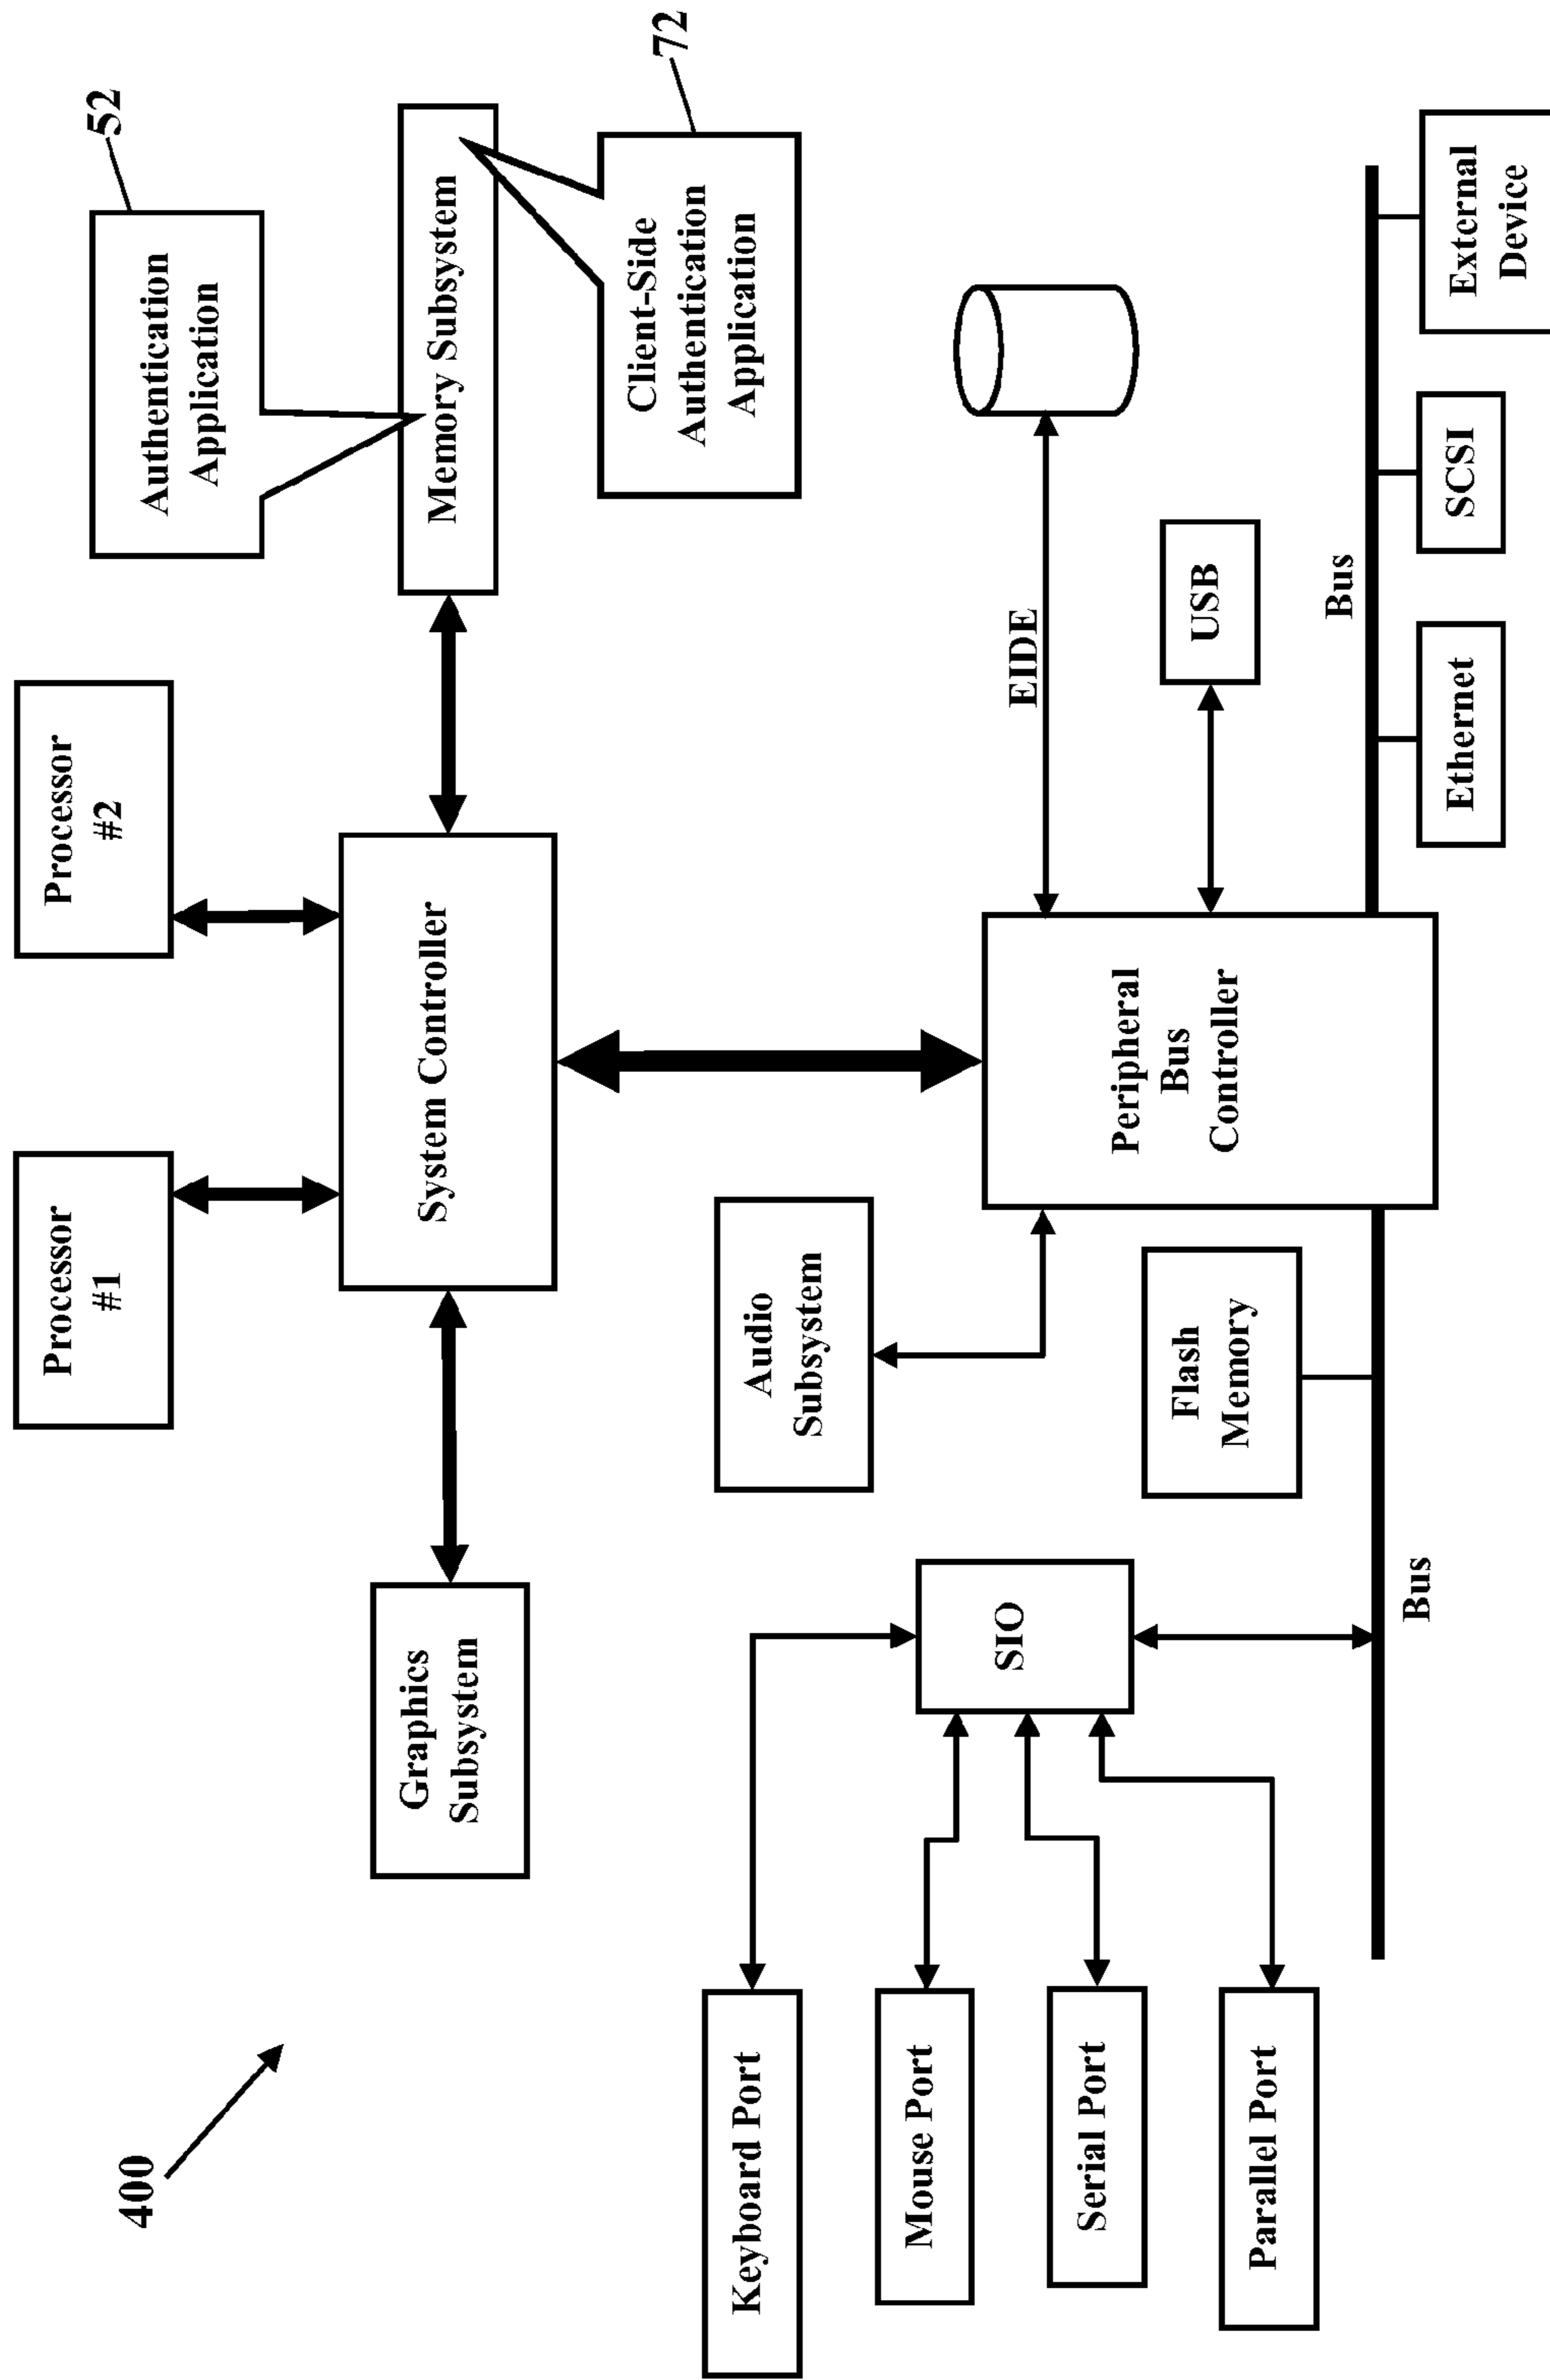 400
Processor
#1
Processor
#2
52
Authentication
Application
Graphics
Subsystem
System Controller
Memory Subsystem
72
Client-Side
Authentication
Application
Keyboard Port
Mouse Port
Serial Port
Parallel Port
SIO
Audio
Subsystem
Flash
Memory
Peripheral
Bus
Controller
EIDE
USB
Bus
Bus
Ethernet
SCSI
External
Device